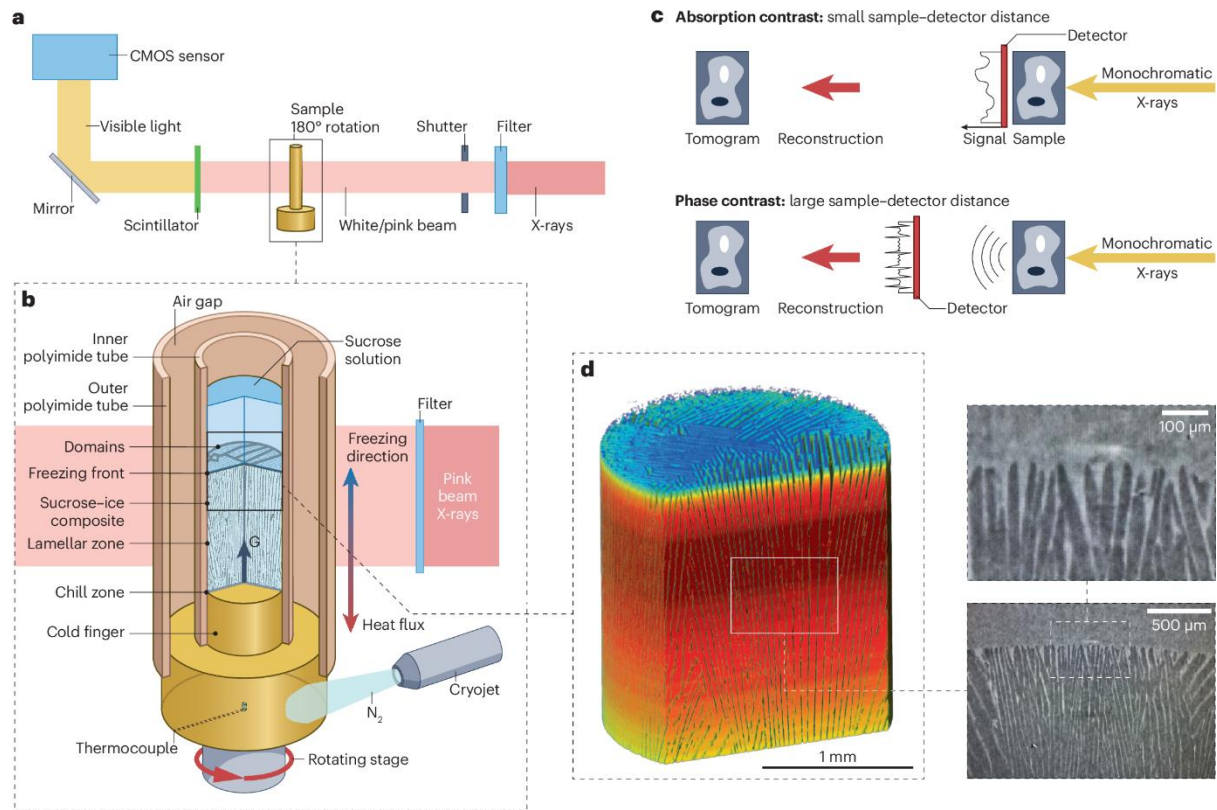 a
CMOS sensor
Visible light
Mirror
Scintillator
Sample
180° rotation
Shutter
Filter
White/pink beam
X-rays
b
Air gap
Inner
polyimide tube
Outer
polyimide tube
Sucrose
solution
Domains
Freezing front
Sucrose–ice
composite
Lamellar zone
G
Chill zone
Cold finger
Thermocouple
Freezing
direction
Filter
Pink
beam
X-rays
Heat flux
N2
Cryojet
Rotating stage
c Absorption contrast: small sample–detector distance
Detector
Monochromatic
X-rays
Tomogram
Reconstruction
Signal
Sample
Phase contrast: large sample–detector distance
Monochromatic
X-rays
Tomogram
Reconstruction
Detector
d
1 mm
100 µm
500 µm